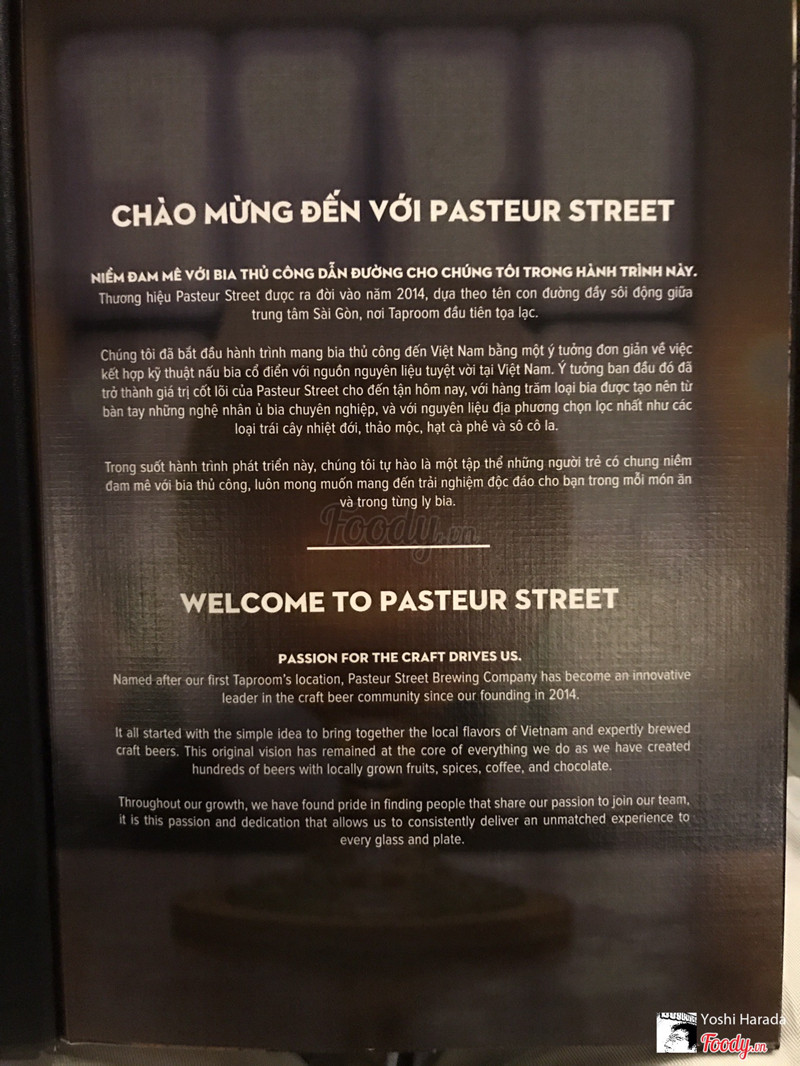 CHÀO MỪNG ĐẾN VỚI PASTEUR STREET
NIỀM ĐAM MÊ VỚI BIA THỦ CÔNG DẪN ĐƯỜNG CHO CHÚNG TÔI TRONG HÀNH TRÌNH NÀY.
Thương hiệu Pasteur Street được ra đời vào năm 2014, dựa theo tên con đường đầy sôi động giữa
trung tâm Sài Gòn, nơi Taproom đầu tiên tọa lạc.
Chúng tôi đã bắt đầu hành trình mang bia thủ công đến Việt Nam bằng một ý tưởng đơn giản về việc
kết hợp kỹ thuật nấu bia cổ điển với nguồn nguyên liệu tuyệt vời tại Việt Nam. Ý tưởng ban đầu đó đã
trở thành giá trị cốt lõi của Pasteur Street cho đến tận hôm nay, với hàng trăm loại bia được tạo nên từ
bàn tay những nghệ nhân ủ bia chuyên nghiệp, và với nguyên liệu địa phương chọn lọc nhất như các
loại trái cây nhiệt đới, thảo mộc, hạt cà phê và sô cô la.
Trong suốt hành trình phát triển này, chúng tôi tự hào là một tập thể những người trẻ có chung niềm
đam mê với bia thủ công, luôn mong muốn mang đến trải nghiệm độc đáo cho bạn trong mỗi món ăn
và trong từng ly bia.
Foody.vn
WELCOME TO PASTEUR STREET
PASSION FOR THE CRAFT DRIVES US.
Named after our first Taproom's location, Pasteur Street Brewing Company has become an innovative
leader in the craft beer community since our founding in 2014.
It all started with the simple idea to bring together the local flavors of Vietnam and expertly brewed
craft beers. This original vision has remained at the core of everything we do as we have created
hundreds of beers with locally grown fruits, spices, coffee, and chocolate.
Throughout our growth, we have found pride in finding people that share our passion to join our team,
it is this passion and dedication that allows us to consistently deliver an unmatched experience to
every glass and plate.
Yoshi Harada
Foody.vn